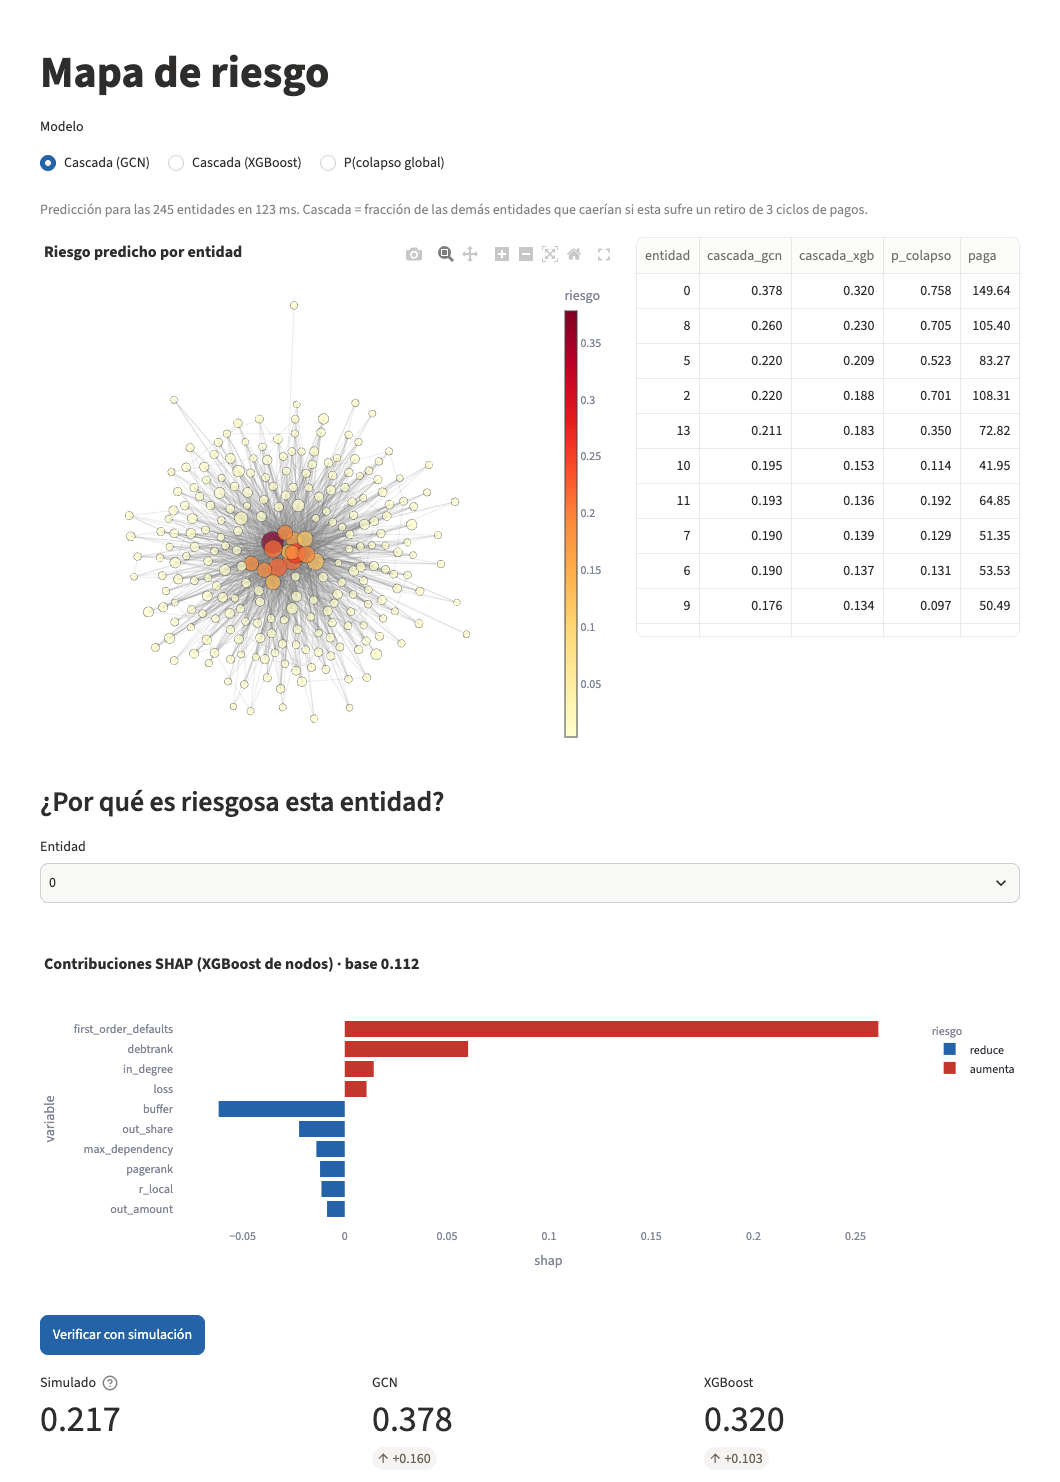 Mapa de riesgo
Modelo
Cascada (GCN) Cascada (XGBoost) P(colapso global)
Predicción para las 245 entidades en 123 ms. Cascada = fracción de las demás entidades que caerían si esta sufre un retiro de 3 ciclos de pagos.
Riesgo predicho por entidad
riesgo
0.35
0.3
0.25
0.2
0.15
0.1
0.05
entidad cascada_gcn cascada_xgb p_colapso paga
0 0.378 0.320 0.758 149.64
8 0.260 0.230 0.705 105.40
5 0.220 0.209 0.523 83.27
2 0.220 0.188 0.701 108.31
13 0.211 0.183 0.350 72.82
10 0.195 0.153 0.114 41.95
11 0.193 0.136 0.192 64.85
7 0.190 0.139 0.129 51.35
6 0.190 0.137 0.131 53.53
9 0.176 0.134 0.097 50.49
¿Por qué es riesgosa esta entidad?
Entidad
0
Contribuciones SHAP (XGBoost de nodos) · base 0.112
variable
first_order_defaults
debtrank
in_degree
loss
buffer
out_share
max_dependency
pagerank
r_local
out_amount
−0.05 0 0.05 0.1 0.15 0.2 0.25
shap
riesgo
reduce
aumenta
Verificar con simulación
Simulado GCN XGBoost
0.217 0.378 0.320
↑ +0.160 ↑ +0.103